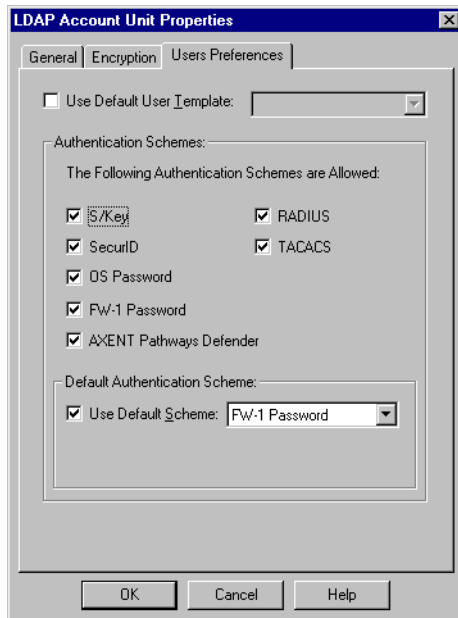 LDAP Account Unit Properties
General Encryption Users Preferences
Use Default User Template:
Authentication Schemes:
The Following Authentication Schemes are Allowed:
S/Key RADIUS
SecurID TACACS
OS Password
FW-1 Password
AXENT Pathways Defender
Default Authentication Scheme:
Use Default Scheme: FW-1 Password
OK Cancel Help